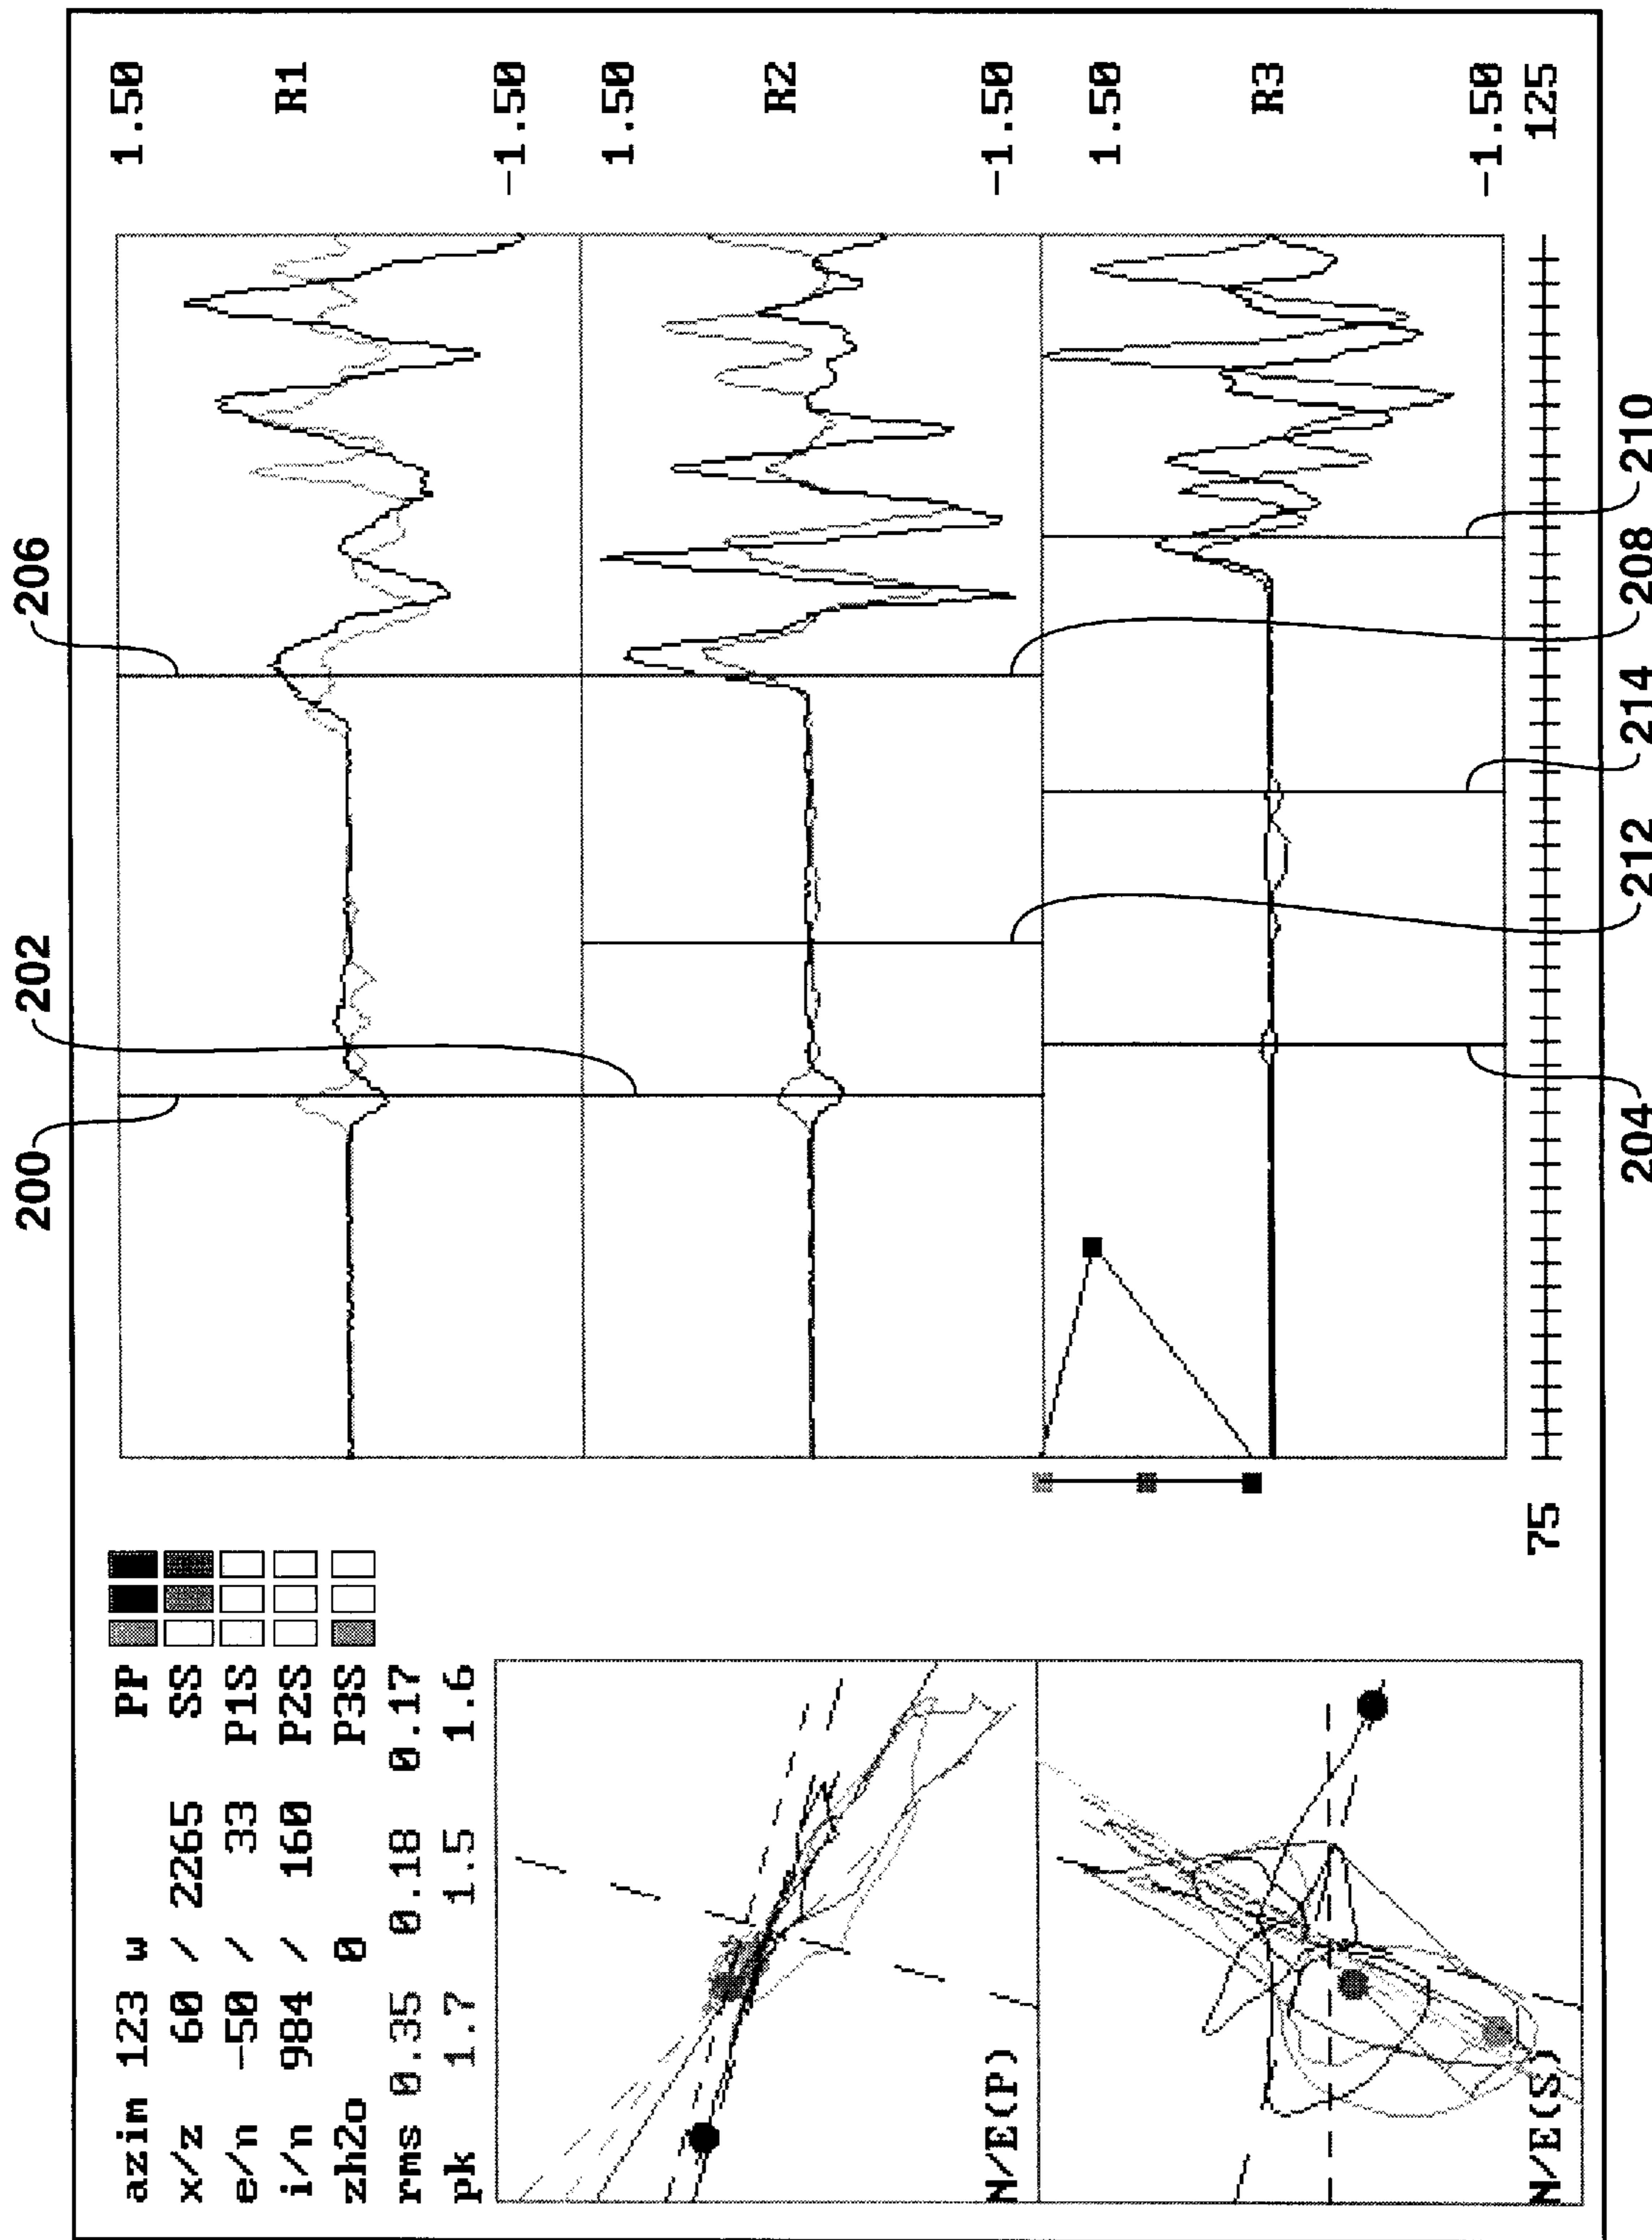 azim 123 w PP
x/z 60 / 2265 SS
e/n -50 / 33 P1S
i/n 984 / 160 P2S
zh2o 0 P3S
rms 0.35 0.18 0.17
pk 1.7 1.5 1.6
N/E(P)
N/E(S)
200
202
206
1.50
R1
-1.50
1.50
R2
-1.50
1.50
R3
-1.50
75
125
204
212
214
208
210